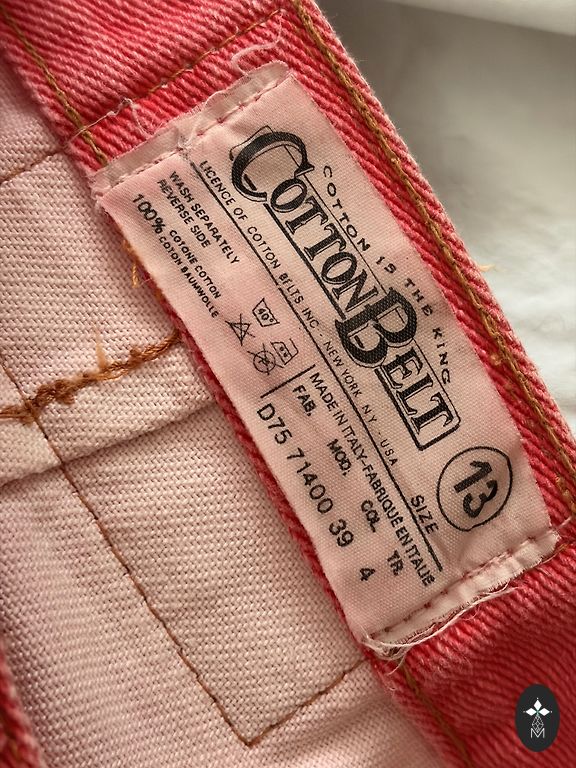 COTTON IS THE KING
COTTON BELT
LICENCE OF COTTON BELTS INC. NEW YORK N.Y. - USA
WASH SEPARATELY
REVERSE SIDE
100% COTONE COTTON
COTON BAUMWOLLE
40°
SIZE
13
MADE IN ITALY-FABRIQUÉ EN ITALIE
FAB. MOD. COL. TR.
D75 71400 39 4
M